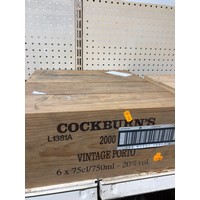 COCKBURN'S
L1381A 2000
VINTAGE PORTO
6 x 75cl/750ml - 20% vol.